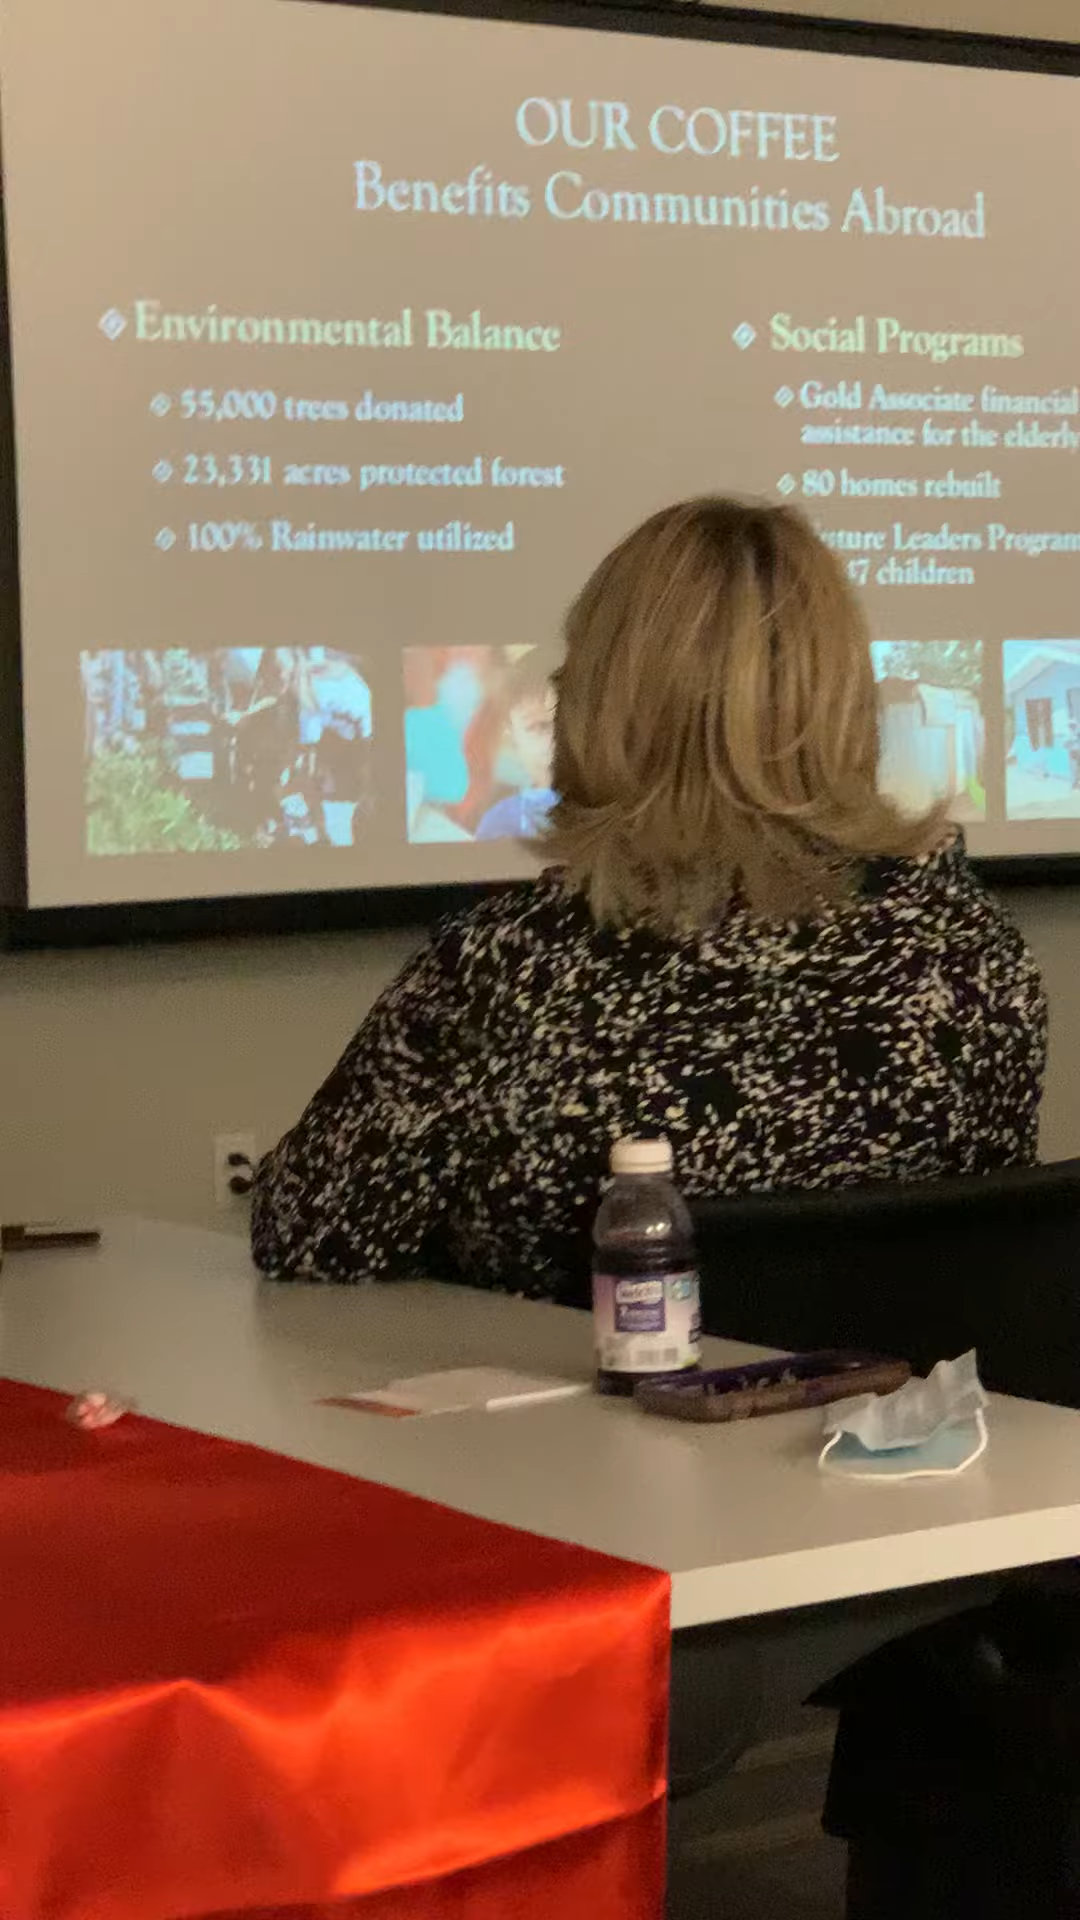 OUR COFFEE
Benefits Communities Abroad
Environmental Balance
55,000 trees donated
23,331 acres protected forest
100% Rainwater utilized
Social Programs
Gold Associate financial
assistance for the elderly
80 homes rebuilt
Leaders Program
children
Welch's